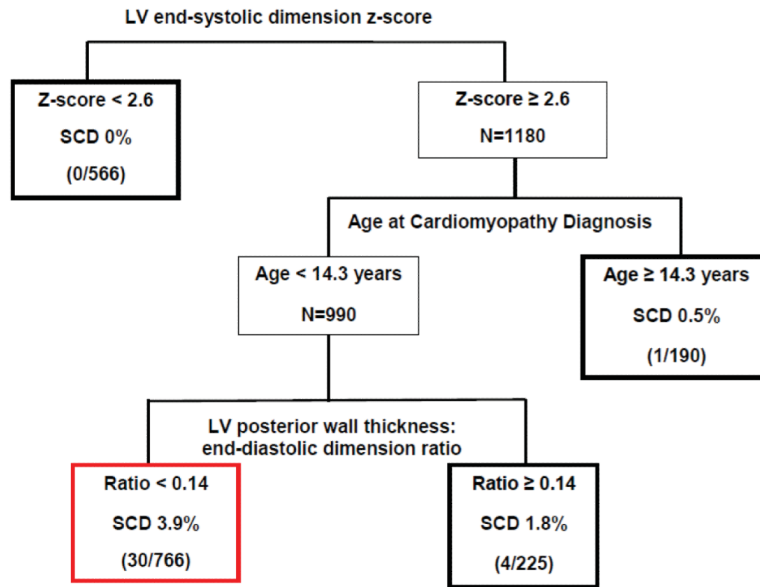 LV end-systolic dimension z-score
Z-score < 2.6
SCD 0%
(0/566)
Z-score ≥ 2.6
N=1180
Age at Cardiomyopathy Diagnosis
Age < 14.3 years
N=990
Age ≥ 14.3 years
SCD 0.5%
(1/190)
LV posterior wall thickness:
end-diastolic dimension ratio
Ratio < 0.14
SCD 3.9%
(30/766)
Ratio ≥ 0.14
SCD 1.8%
(4/225)